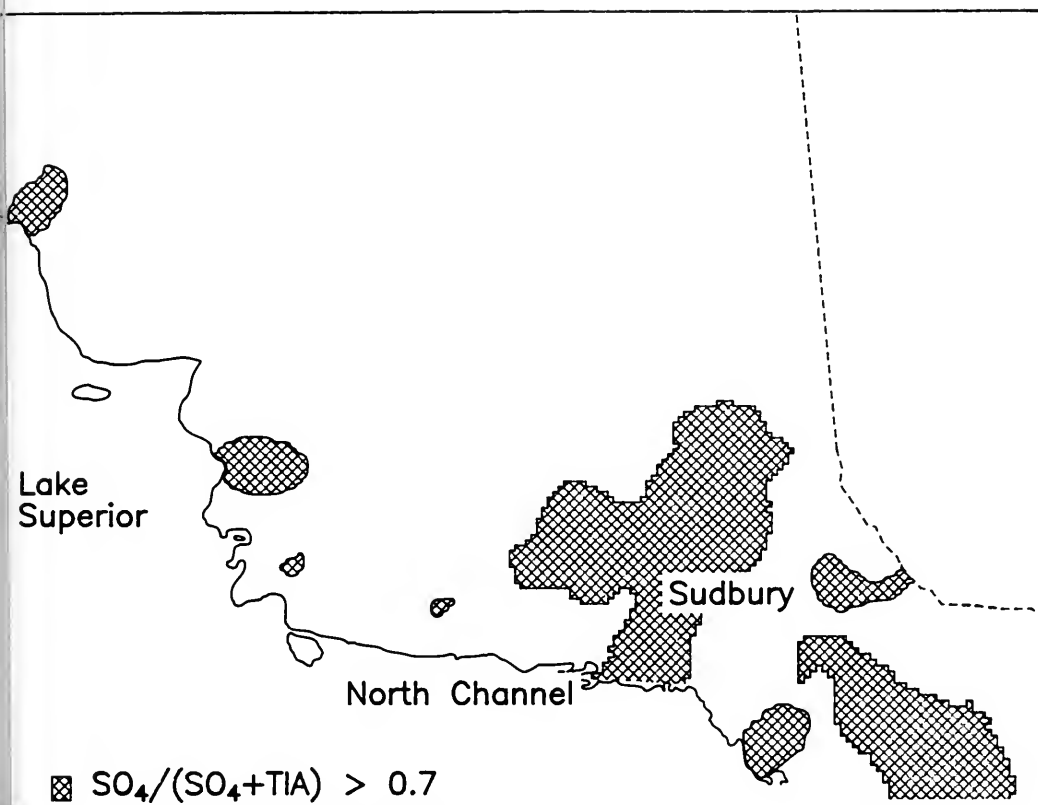 Lake
Superior
Sudbury
North Channel
SO₄/(SO₄+TIA) > 0.7